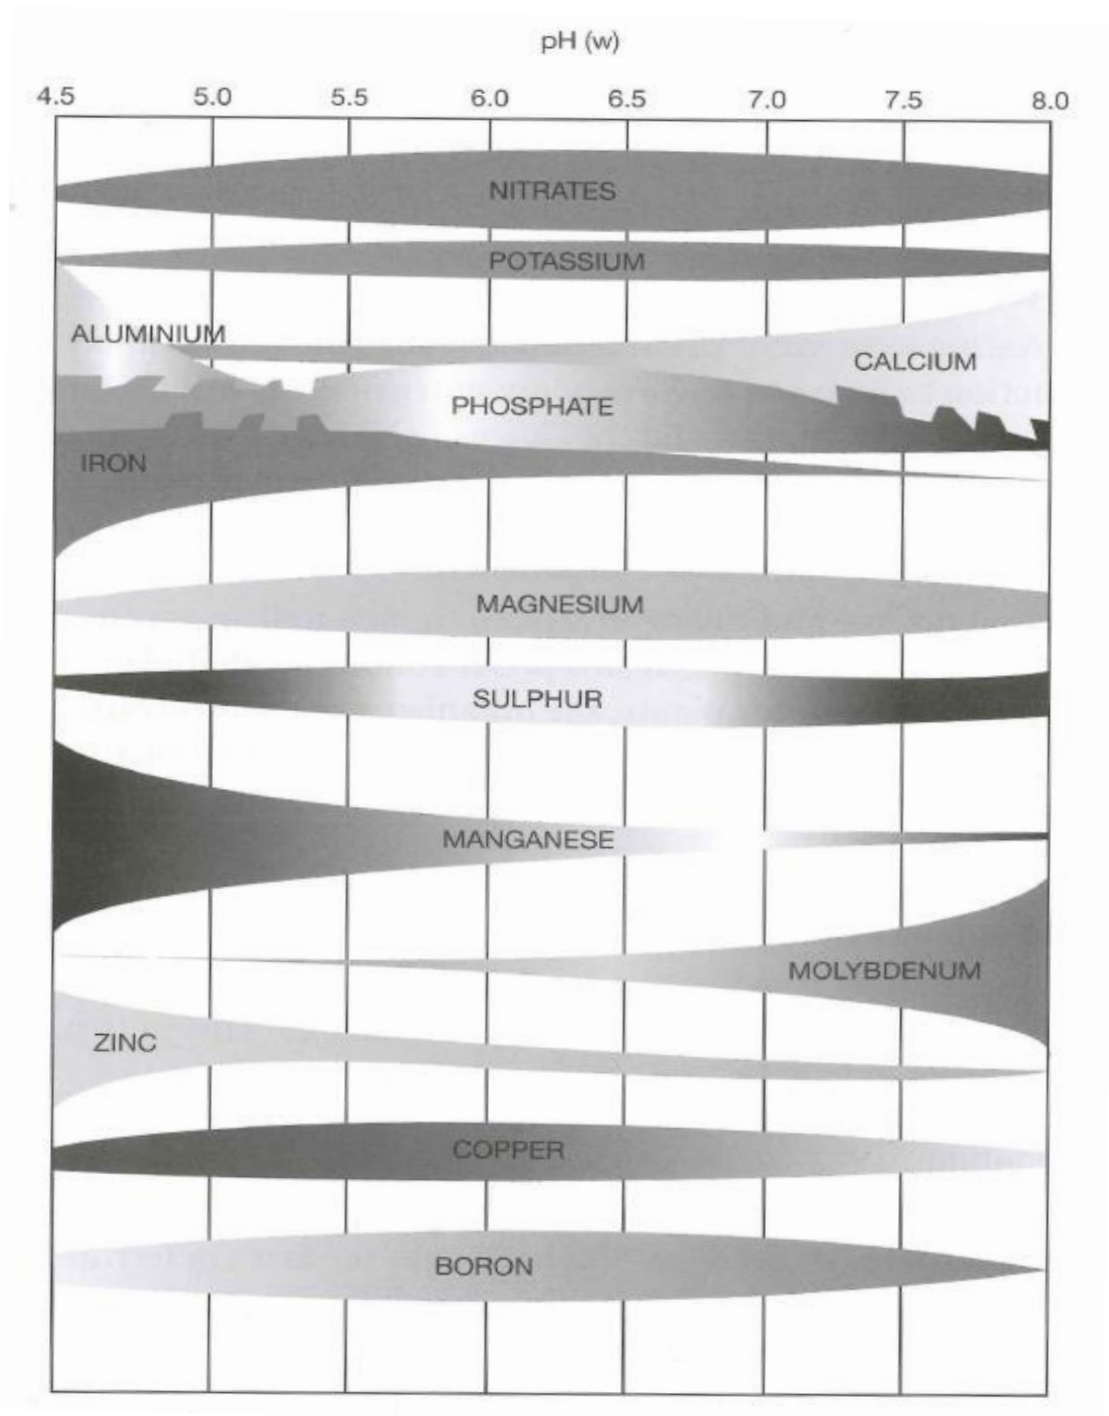 pH (w)
4.5 5.0 5.5 6.0 6.5 7.0 7.5 8.0
NITRATES
POTASSIUM
ALUMINIUM
CALCIUM
PHOSPHATE
IRON
MAGNESIUM
SULPHUR
MANGANESE
MOLYBDENUM
ZINC
COPPER
BORON